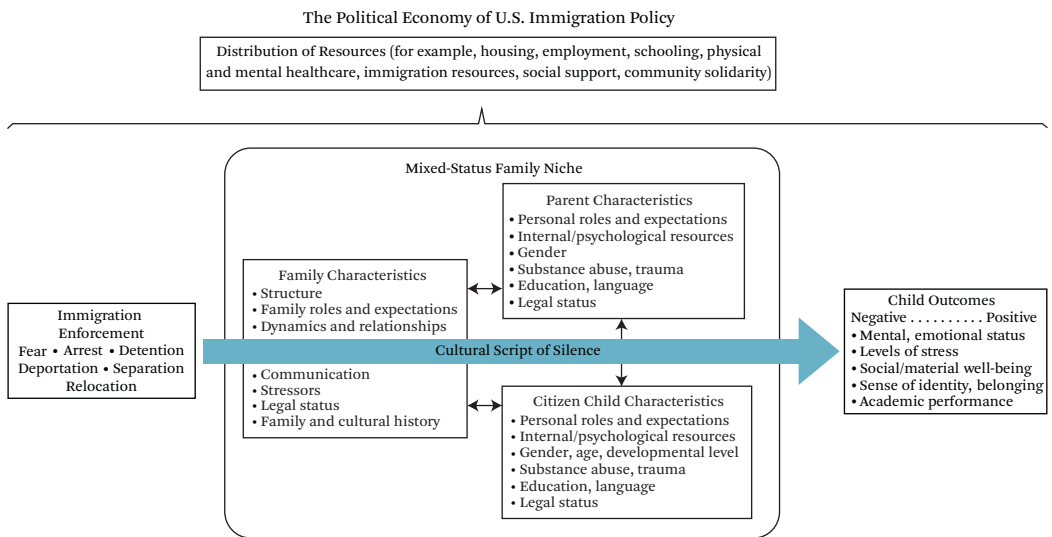 The Political Economy of U.S. Immigration Policy
Distribution of Resources (for example, housing, employment, schooling, physical
and mental healthcare, immigration resources, social support, community solidarity)
Mixed-Status Family Niche
Immigration
Enforcement
Fear • Arrest • Detention
Deportation • Separation
Relocation
Family Characteristics
• Structure
• Family roles and expectations
• Dynamics and relationships
Cultural Script of Silence
• Communication
• Stressors
• Legal status
• Family and cultural history
Parent Characteristics
• Personal roles and expectations
• Internal/psychological resources
• Gender
• Substance abuse, trauma
• Education, language
• Legal status
Citizen Child Characteristics
• Personal roles and expectations
• Internal/psychological resources
• Gender, age, developmental level
• Substance abuse, trauma
• Education, language
• Legal status
Child Outcomes
Negative . . . . . . . . . . Positive
• Mental, emotional status
• Levels of stress
• Social/material well-being
• Sense of identity, belonging
• Academic performance